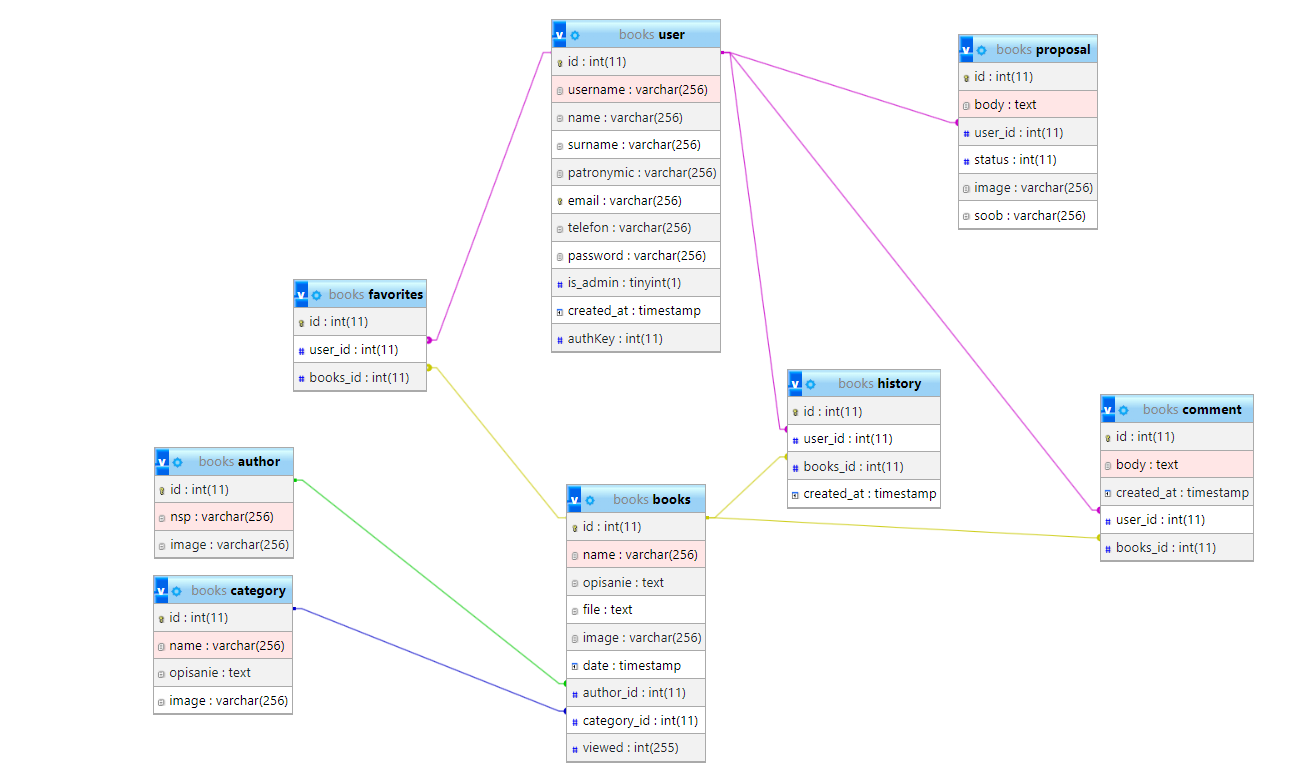 books user
id : int(11)
username : varchar(256)
name : varchar(256)
surname : varchar(256)
patronymic : varchar(256)
email : varchar(256)
telefon : varchar(256)
password : varchar(256)
is_admin : tinyint(1)
created_at : timestamp
authKey : int(11)
books proposal
id : int(11)
body : text
user_id : int(11)
status : int(11)
image : varchar(256)
soob : varchar(256)
books favorites
id : int(11)
user_id : int(11)
books_id : int(11)
books history
id : int(11)
user_id : int(11)
books_id : int(11)
created_at : timestamp
books comment
id : int(11)
body : text
created_at : timestamp
user_id : int(11)
books_id : int(11)
books author
id : int(11)
nsp : varchar(256)
image : varchar(256)
books books
id : int(11)
name : varchar(256)
opisanie : text
file : text
image : varchar(256)
date : timestamp
author_id : int(11)
category_id : int(11)
viewed : int(255)
books category
id : int(11)
name : varchar(256)
opisanie : text
image : varchar(256)